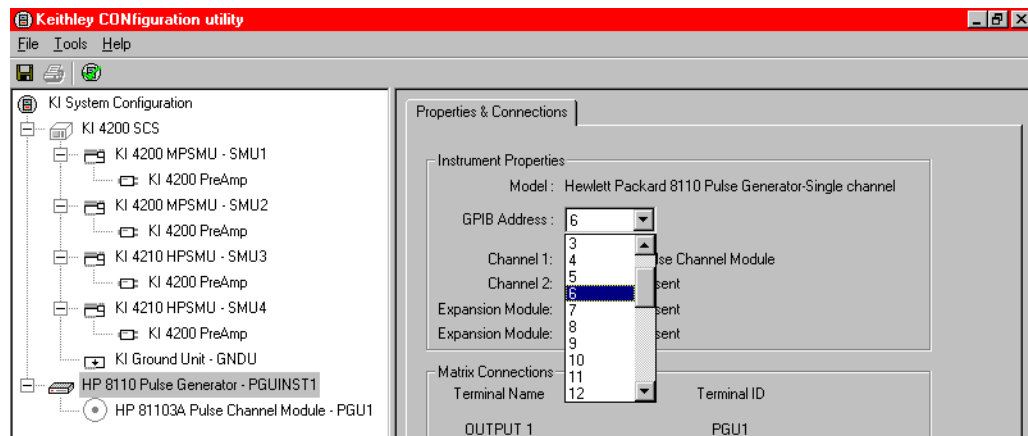 Keithley CONfiguration utility
File Tools Help
KI System Configuration
KI 4200 SCS
KI 4200 MPSMU - SMU1
KI 4200 PreAmp
KI 4200 MPSMU - SMU2
KI 4200 PreAmp
KI 4210 HPSMU - SMU3
KI 4200 PreAmp
KI 4210 HPSMU - SMU4
KI 4200 PreAmp
KI Ground Unit - GNDU
HP 8110 Pulse Generator - PGUINST1
HP 81103A Pulse Channel Module - PGU1
Properties & Connections
Instrument Properties
Model : Hewlett Packard 8110 Pulse Generator-Single channel
GPIB Address : 6
3
4
5
6
7
8
9
10
11
12
Channel 1: lse Channel Module
Channel 2: sent
Expansion Module: sent
Expansion Module: sent
Matrix Connections
Terminal Name Terminal ID
OUTPUT 1 PGU1